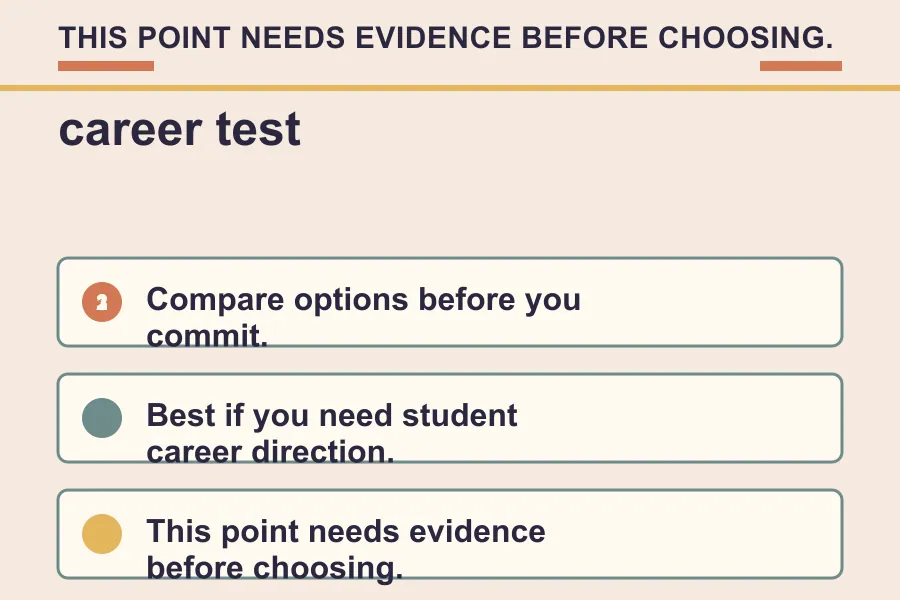 THIS POINT NEEDS EVIDENCE BEFORE CHOOSING.
career test
Compare options before you
commit.
Best if you need student
career direction.
This point needs evidence
before choosing.